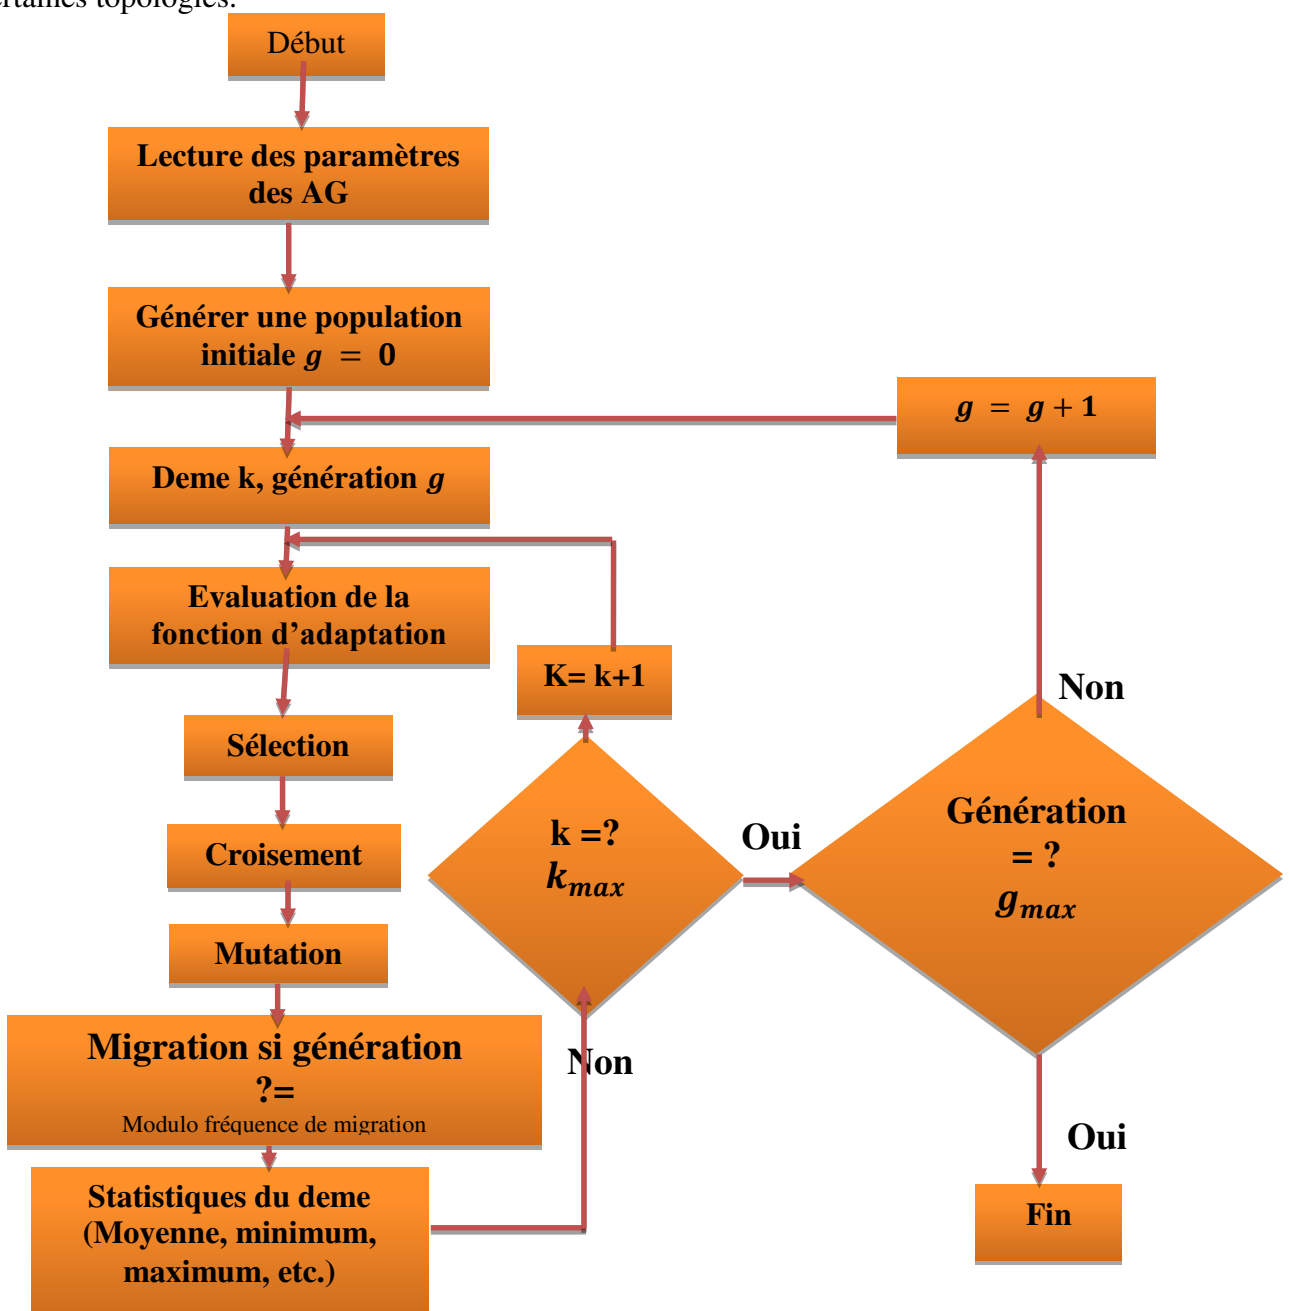 certaines topologies.
Début
Lecture des paramètres
des AG
Générer une population
initiale g = 0
g = g + 1
Deme k, génération g
Evaluation de la
fonction d’adaptation
K= k+1
Non
Sélection
k =?
kmax
Oui
Génération
= ?
gmax
Croisement
Mutation
Migration si génération
?=
Modulo fréquence de migration
Non
Oui
Statistiques du deme
(Moyenne, minimum,
maximum, etc.)
Fin